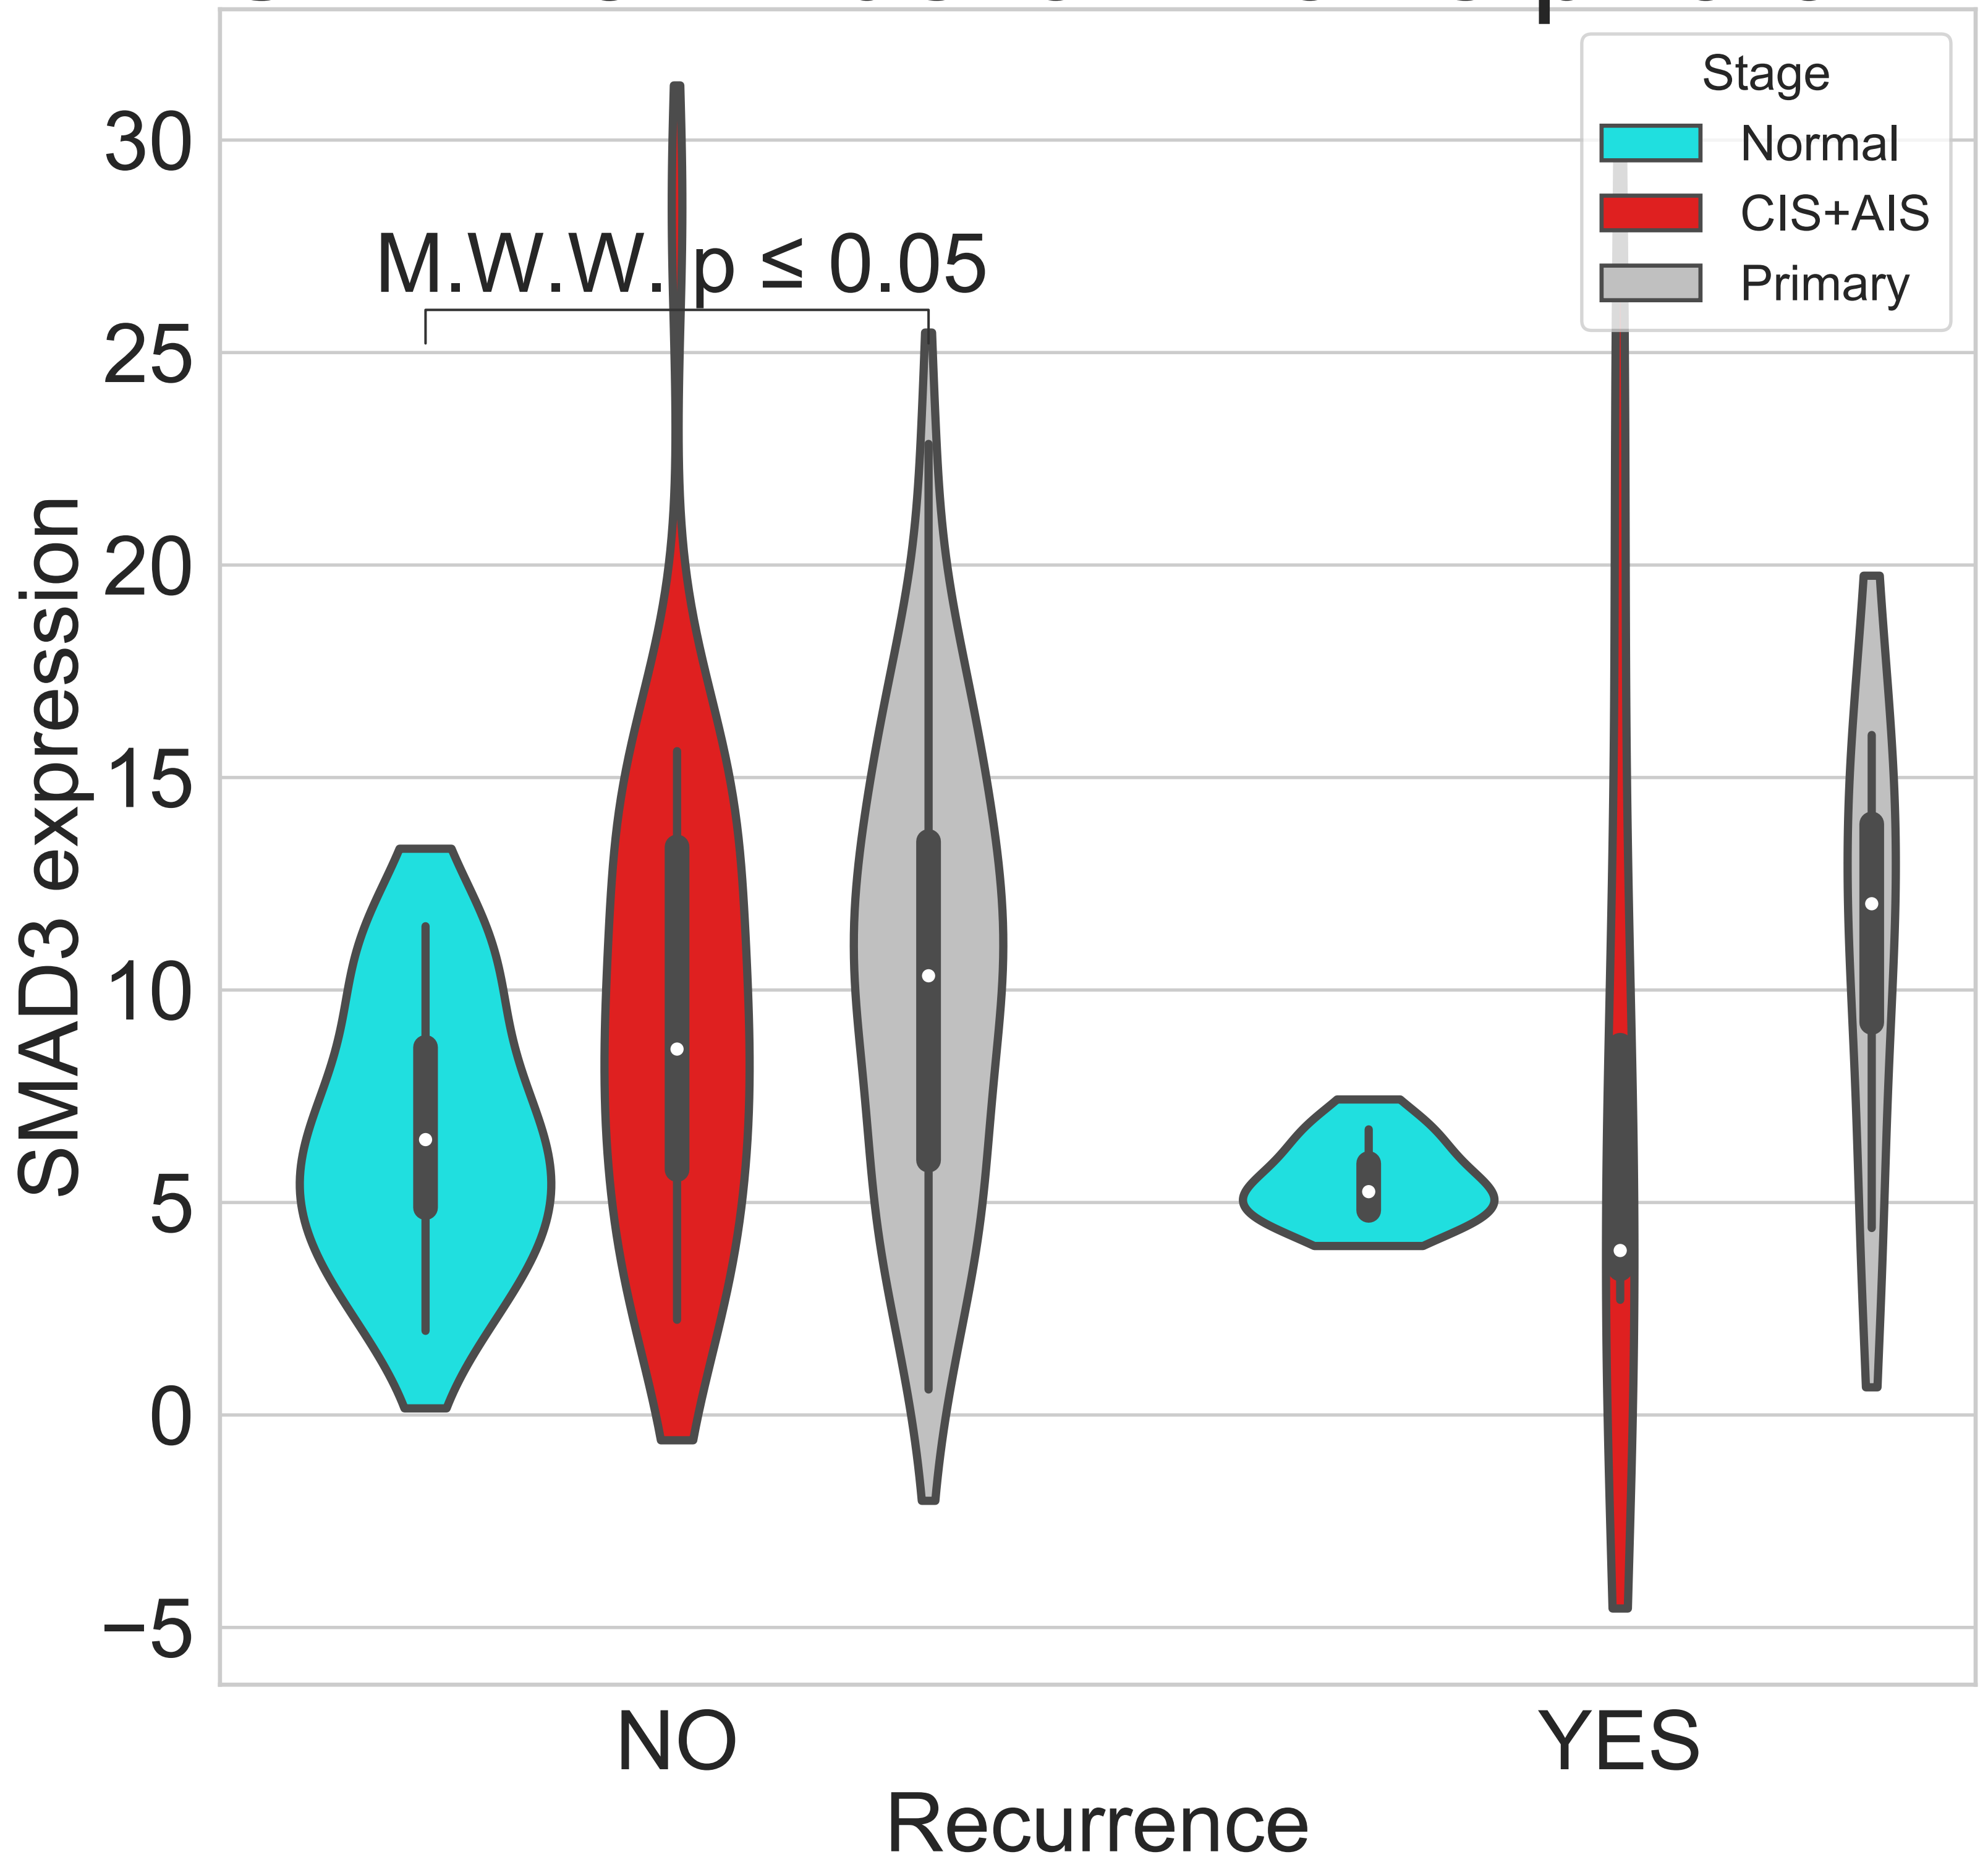 Stage
Normal
CIS+AIS
Primary
M.W.W. p ≤ 0.05
30
25
20
15
10
5
0
−5
SMAD3 expression
NO
YES
Recurrence